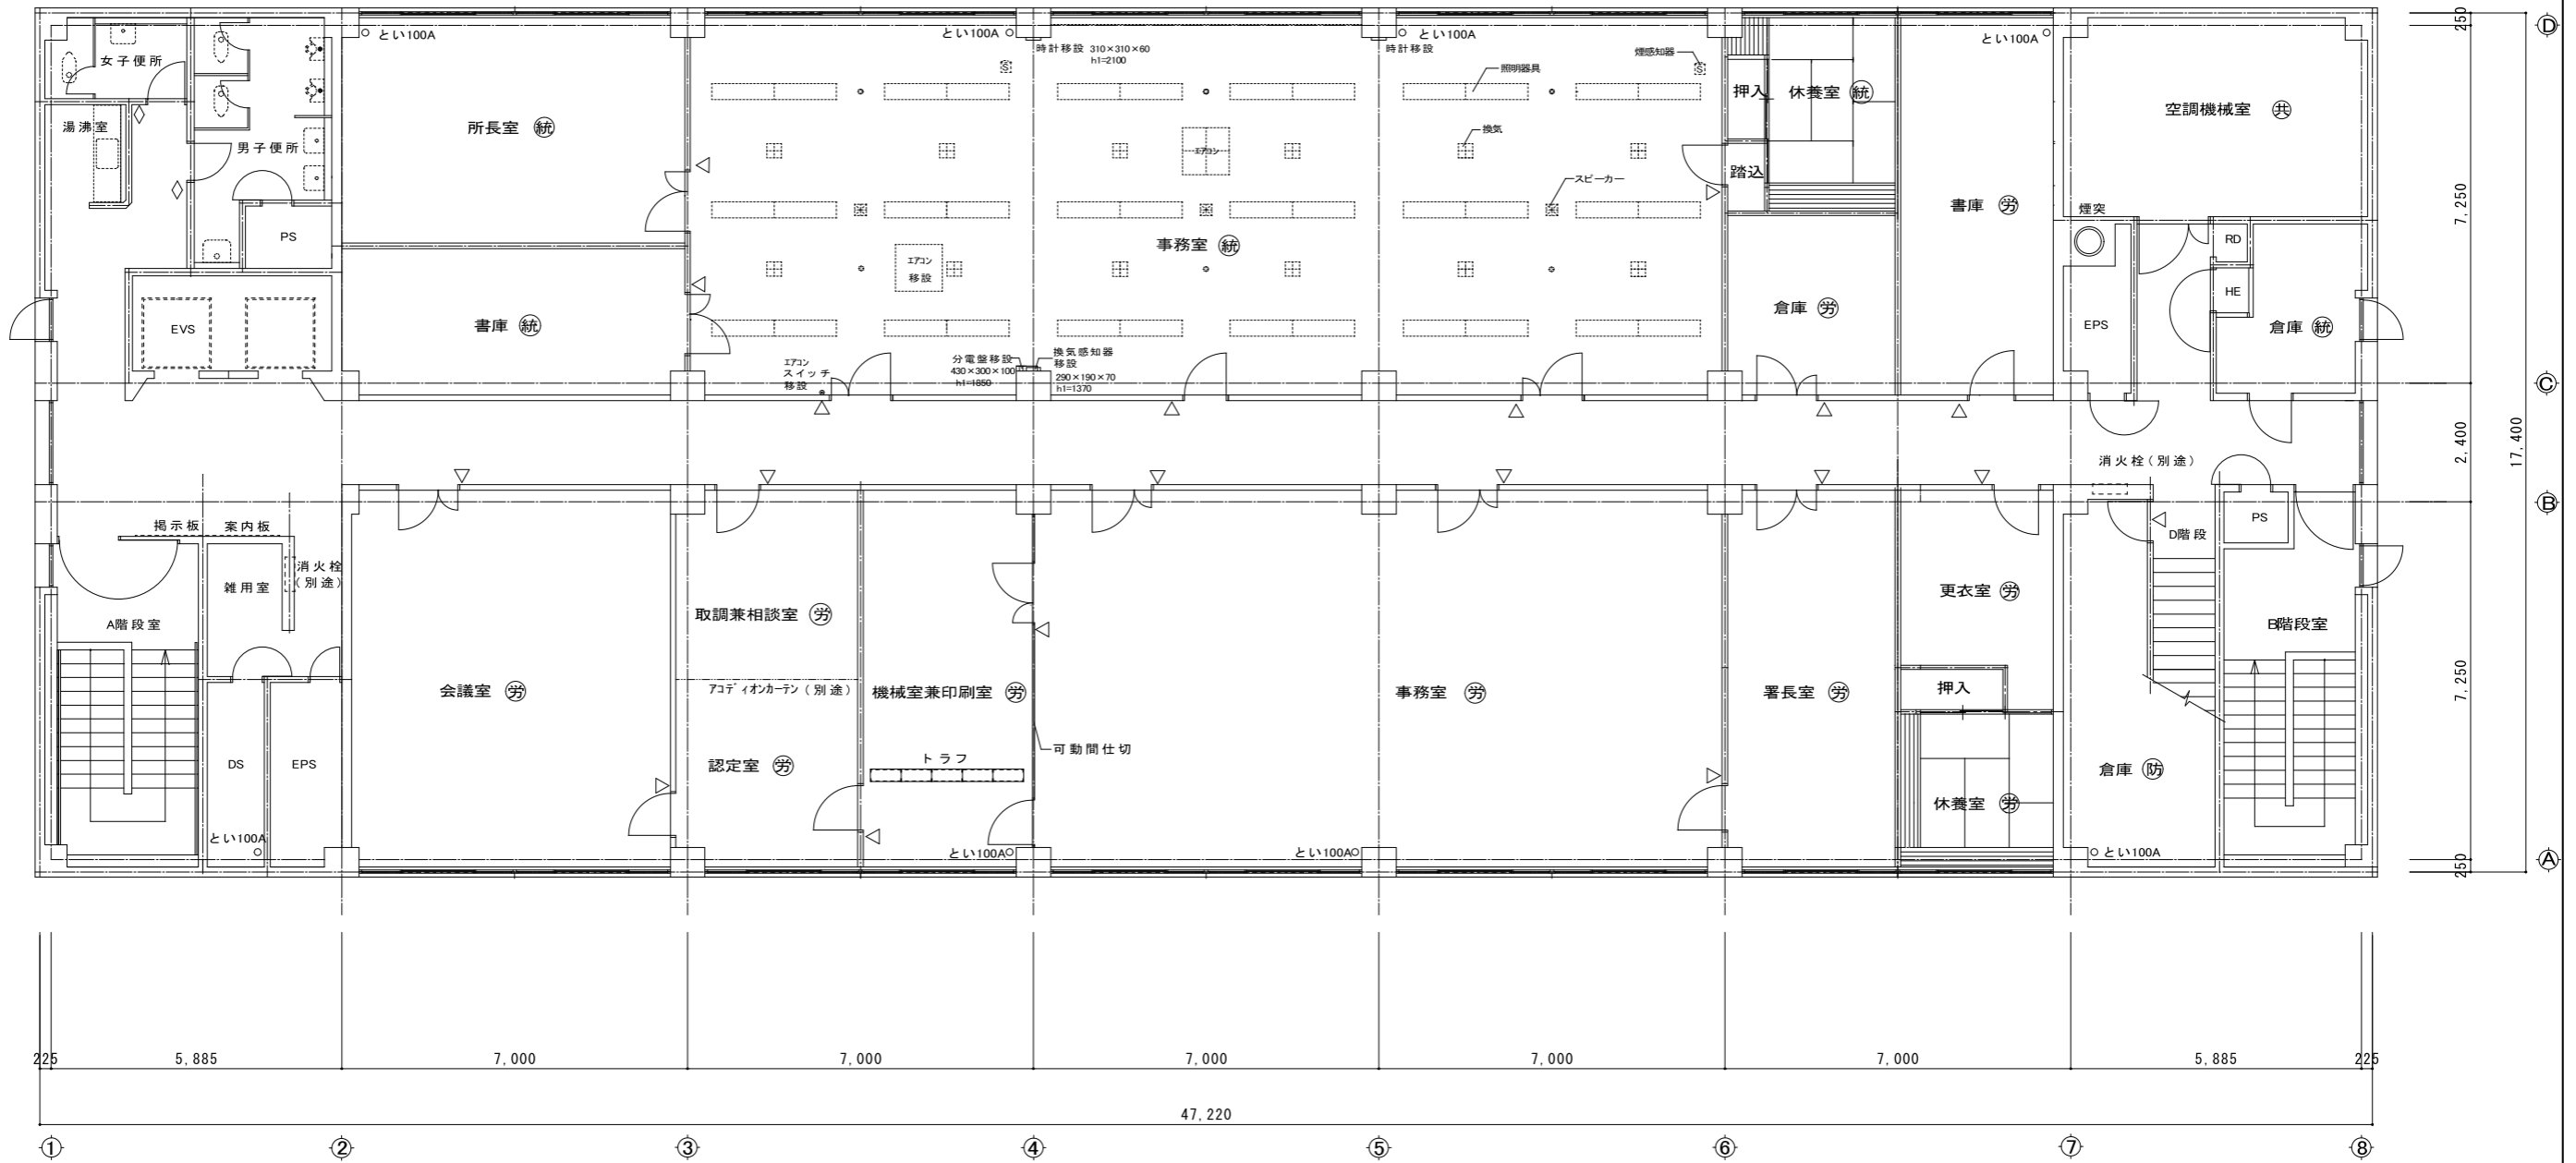 とい100A
とい100A
時計移設 310×310×60
h1=2100
時計移設
とい100A
煙感知器
とい100A
250
D
女子便所
照明器具
押入
休養室 統
空調機械室 共
湯沸室
男子便所
所長室 統
換気
エアコン
踏込
スピーカー
7,250
書庫 労
煙突
PS
事務室 統
RD
エアコン
移設
HE
EVS
書庫 統
倉庫 労
EPS
倉庫 統
エアコン
スイッチ
移設
分電盤移設
430×300×100
h1=1850
換気感知器
移設
290×190×70
h1=1370
C
2,400
17,400
消火栓(別途)
B
掲示板
案内板
PS
D階段
消火栓
(別途)
雑用室
A階段室
取調兼相談室 労
更衣室 労
B階段室
会議室 労
アコディオンカーテン(別途)
機械室兼印刷室 労
事務室 労
署長室 労
押入
7,250
可動間仕切
トラフ
DS
EPS
認定室 労
倉庫 防
休養室 労
とい100A
とい100A
とい100A
とい100A
250
A
225
5,885
7,000
7,000
7,000
7,000
7,000
5,885
225
47,220
①
②
③
④
⑤
⑥
⑦
⑧